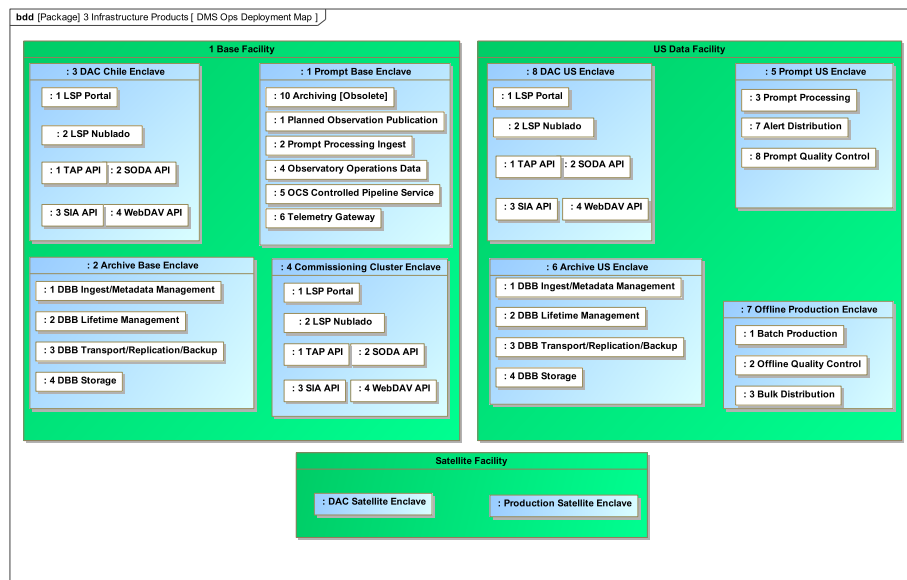 bdd [Package] 3 Infrastructure Products [ DMS Ops Deployment Map ]
1 Base Facility
: 3 DAC Chile Enclave
: 1 LSP Portal
: 2 LSP Nublado
: 1 TAP API
: 2 SODA API
: 3 SIA API
: 4 WebDAV API
: 1 Prompt Base Enclave
: 10 Archiving [Obsolete]
: 1 Planned Observation Publication
: 2 Prompt Processing Ingest
: 4 Observatory Operations Data
: 5 OCS Controlled Pipeline Service
: 6 Telemetry Gateway
: 2 Archive Base Enclave
: 1 DBB Ingest/Metadata Management
: 2 DBB Lifetime Management
: 3 DBB Transport/Replication/Backup
: 4 DBB Storage
: 4 Commissioning Cluster Enclave
: 1 LSP Portal
: 2 LSP Nublado
: 1 TAP API
: 2 SODA API
: 3 SIA API
: 4 WebDAV API
US Data Facility
: 8 DAC US Enclave
: 1 LSP Portal
: 2 LSP Nublado
: 1 TAP API
: 2 SODA API
: 3 SIA API
: 4 WebDAV API
: 5 Prompt US Enclave
: 3 Prompt Processing
: 7 Alert Distribution
: 8 Prompt Quality Control
: 6 Archive US Enclave
: 1 DBB Ingest/Metadata Management
: 2 DBB Lifetime Management
: 3 DBB Transport/Replication/Backup
: 4 DBB Storage
: 7 Offline Production Enclave
: 1 Batch Production
: 2 Offline Quality Control
: 3 Bulk Distribution
Satellite Facility
: DAC Satellite Enclave
: Production Satellite Enclave